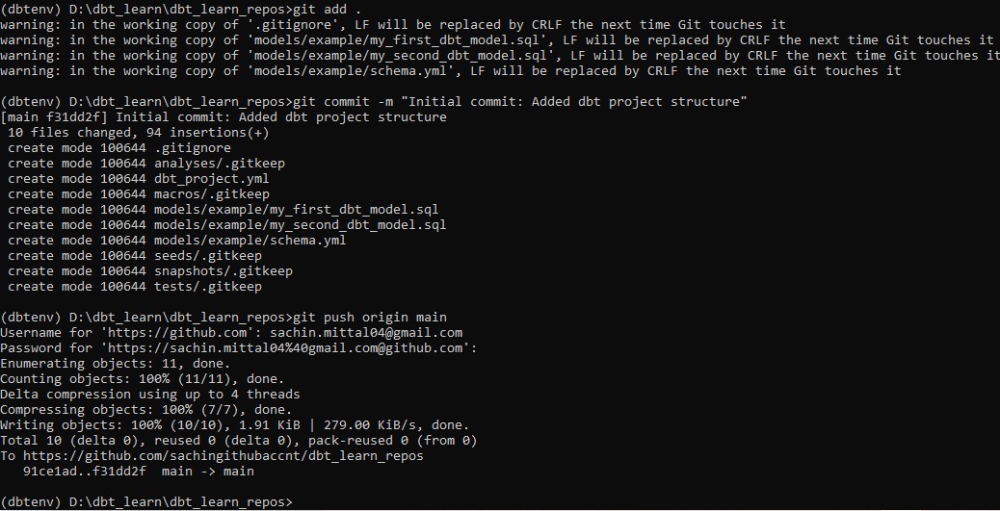 (dbtenv) D:\dbt_learn\dbt_learn_repos>git add .
warning: in the working copy of '.gitignore', LF will be replaced by CRLF the next time Git touches it
warning: in the working copy of 'models/example/my_first_dbt_model.sql', LF will be replaced by CRLF the next time Git touches it
warning: in the working copy of 'models/example/my_second_dbt_model.sql', LF will be replaced by CRLF the next time Git touches it
warning: in the working copy of 'models/example/schema.yml', LF will be replaced by CRLF the next time Git touches it
(dbtenv) D:\dbt_learn\dbt_learn_repos>git commit -m "Initial commit: Added dbt project structure"
[main f31dd2f] Initial commit: Added dbt project structure
10 files changed, 94 insertions(+)
create mode 100644 .gitignore
create mode 100644 analyses/.gitkeep
create mode 100644 dbt_project.yml
create mode 100644 macros/.gitkeep
create mode 100644 models/example/my_first_dbt_model.sql
create mode 100644 models/example/my_second_dbt_model.sql
create mode 100644 models/example/schema.yml
create mode 100644 seeds/.gitkeep
create mode 100644 snapshots/.gitkeep
create mode 100644 tests/.gitkeep
(dbtenv) D:\dbt_learn\dbt_learn_repos>git push origin main
Username for 'https://github.com': sachin.mittal04@gmail.com
Password for 'https://sachin.mittal04%40gmail.com@github.com':
Enumerating objects: 11, done.
Counting objects: 100% (11/11), done.
Delta compression using up to 4 threads
Compressing objects: 100% (7/7), done.
Writing objects: 100% (10/10), 1.91 KiB | 279.00 KiB/s, done.
Total 10 (delta 0), reused 0 (delta 0), pack-reused 0 (from 0)
To https://github.com/sachingithubaccnt/dbt_learn_repos
91ce1ad..f31dd2f  main -> main
(dbtenv) D:\dbt_learn\dbt_learn_repos>